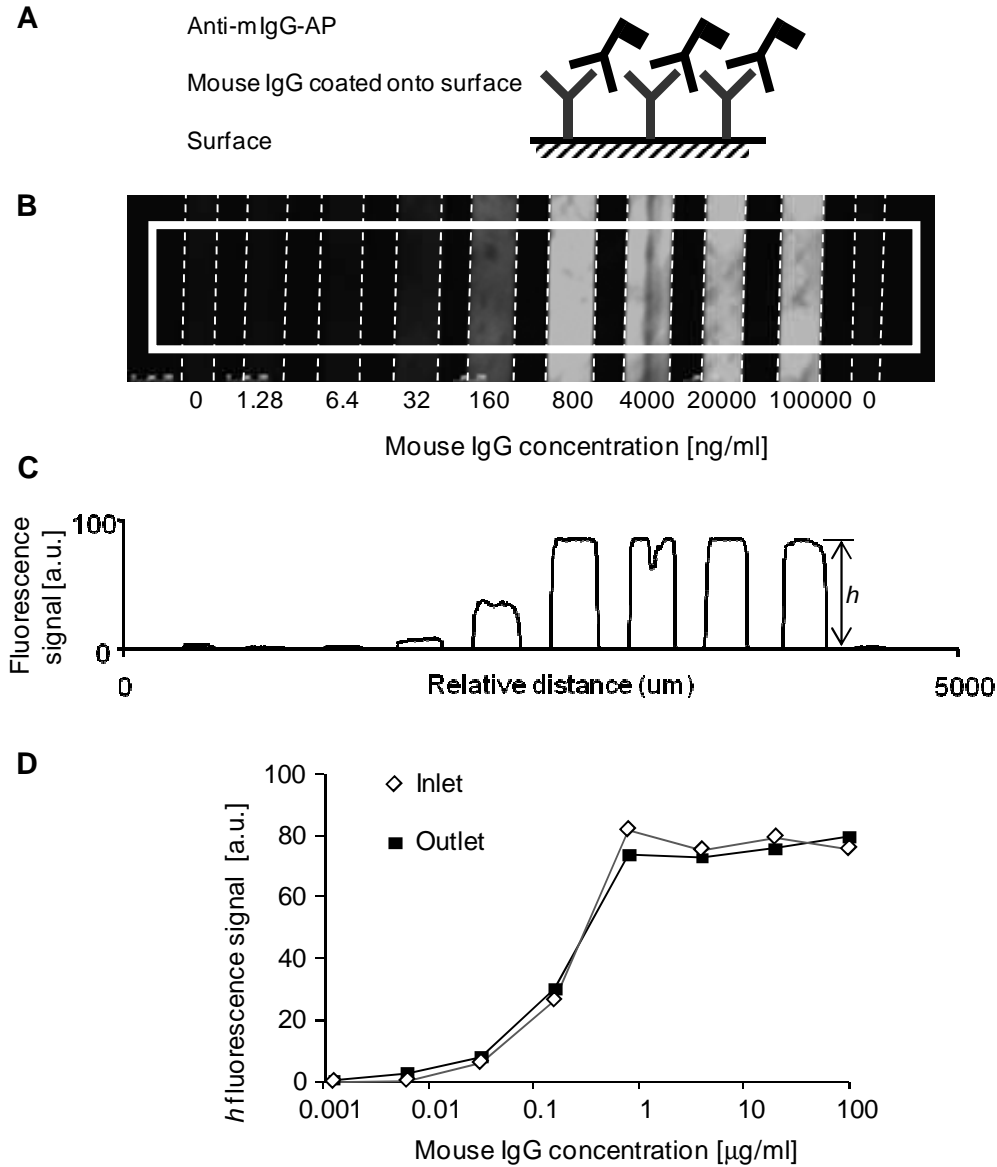 A
Anti-mIgG-AP
Mouse IgG coated onto surface
Surface
B
0 1.28 6.4 32 160 800 4000 20000 100000 0
Mouse IgG concentration [ng/ml]
C
Fluorescence
signal [a.u.]
100
0
h
0 Relative distance (um) 5000
D
h fluorescence signal [a.u.]
100
80
60
40
20
0
Inlet
Outlet
0.001 0.01 0.1 1 10 100
Mouse IgG concentration [µg/ml]